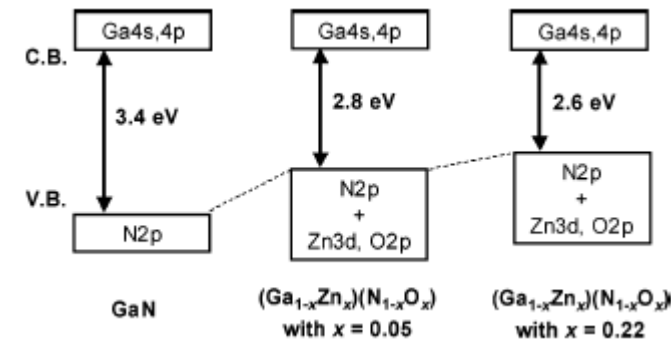 Ga4s,4p
Ga4s,4p
Ga4s,4p
C.B.
3.4 eV
2.8 eV
2.6 eV
V.B.
N2p
N2p
+
Zn3d, O2p
N2p
+
Zn3d, O2p
GaN
(Ga₁₋ₓZnₓ)(N₁₋ₓOₓ)
with x = 0.05
(Ga₁₋ₓZnₓ)(N₁₋ₓOₓ)
with x = 0.22